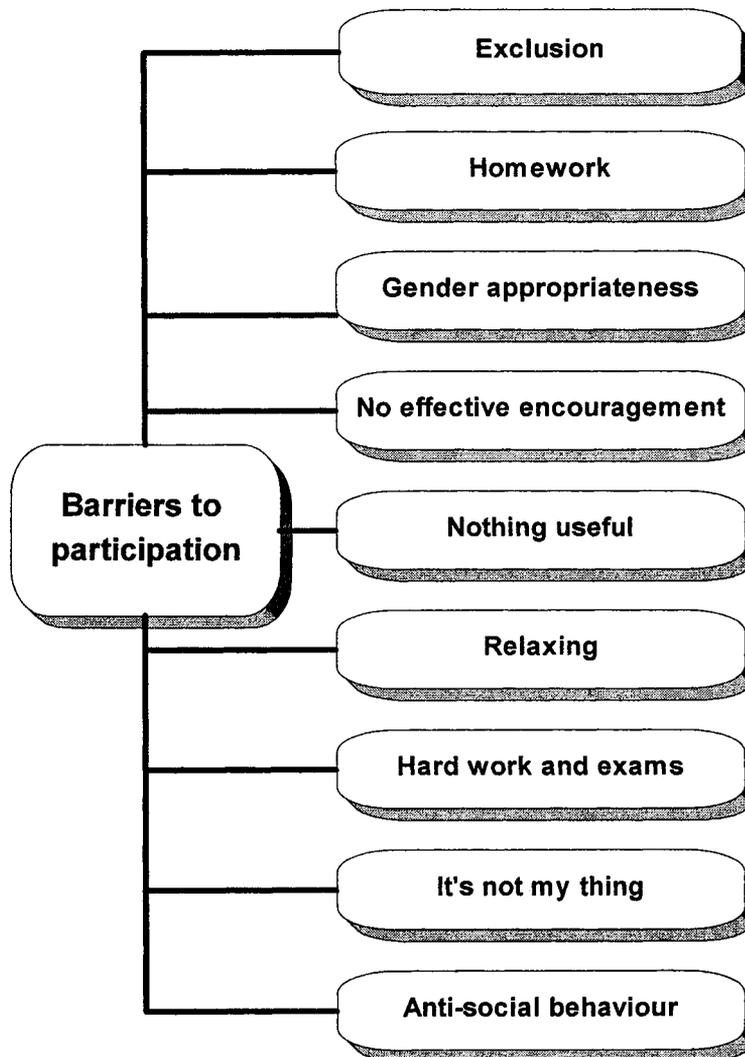 Exclusion
Homework
Gender appropriateness
No effective encouragement
Barriers to
participation
Nothing useful
Relaxing
Hard work and exams
It's not my thing
Anti-social behaviour